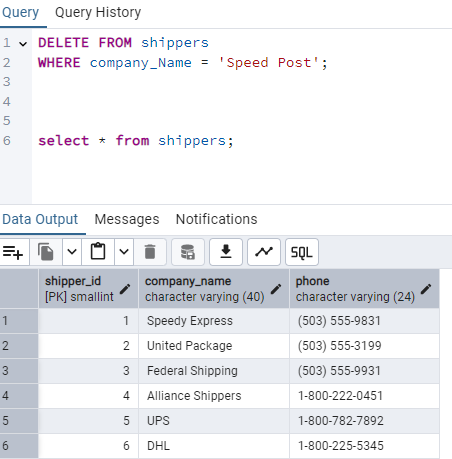 Query Query History
1 DELETE FROM shippers
2 WHERE company_Name = 'Speed Post';
3
4
5
6 select * from shippers;
Data Output Messages Notifications
SQL
shipper_id company_name phone
[PK] smallint character varying (40) character varying (24)
1 1 Speedy Express (503) 555-9831
2 2 United Package (503) 555-3199
3 3 Federal Shipping (503) 555-9931
4 4 Alliance Shippers 1-800-222-0451
5 5 UPS 1-800-782-7892
6 6 DHL 1-800-225-5345